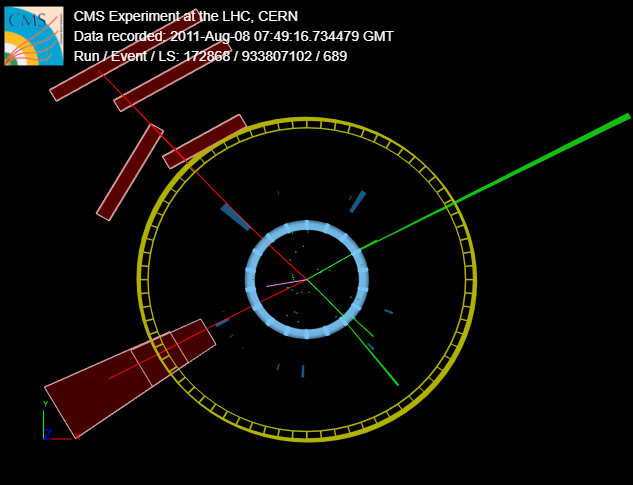 CMS
CMS Experiment at the LHC, CERN
Data recorded: 2011-Aug-08 07:49:16.734479 GMT
Run / Event / LS: 172868 / 933807102 / 689
Y
Z